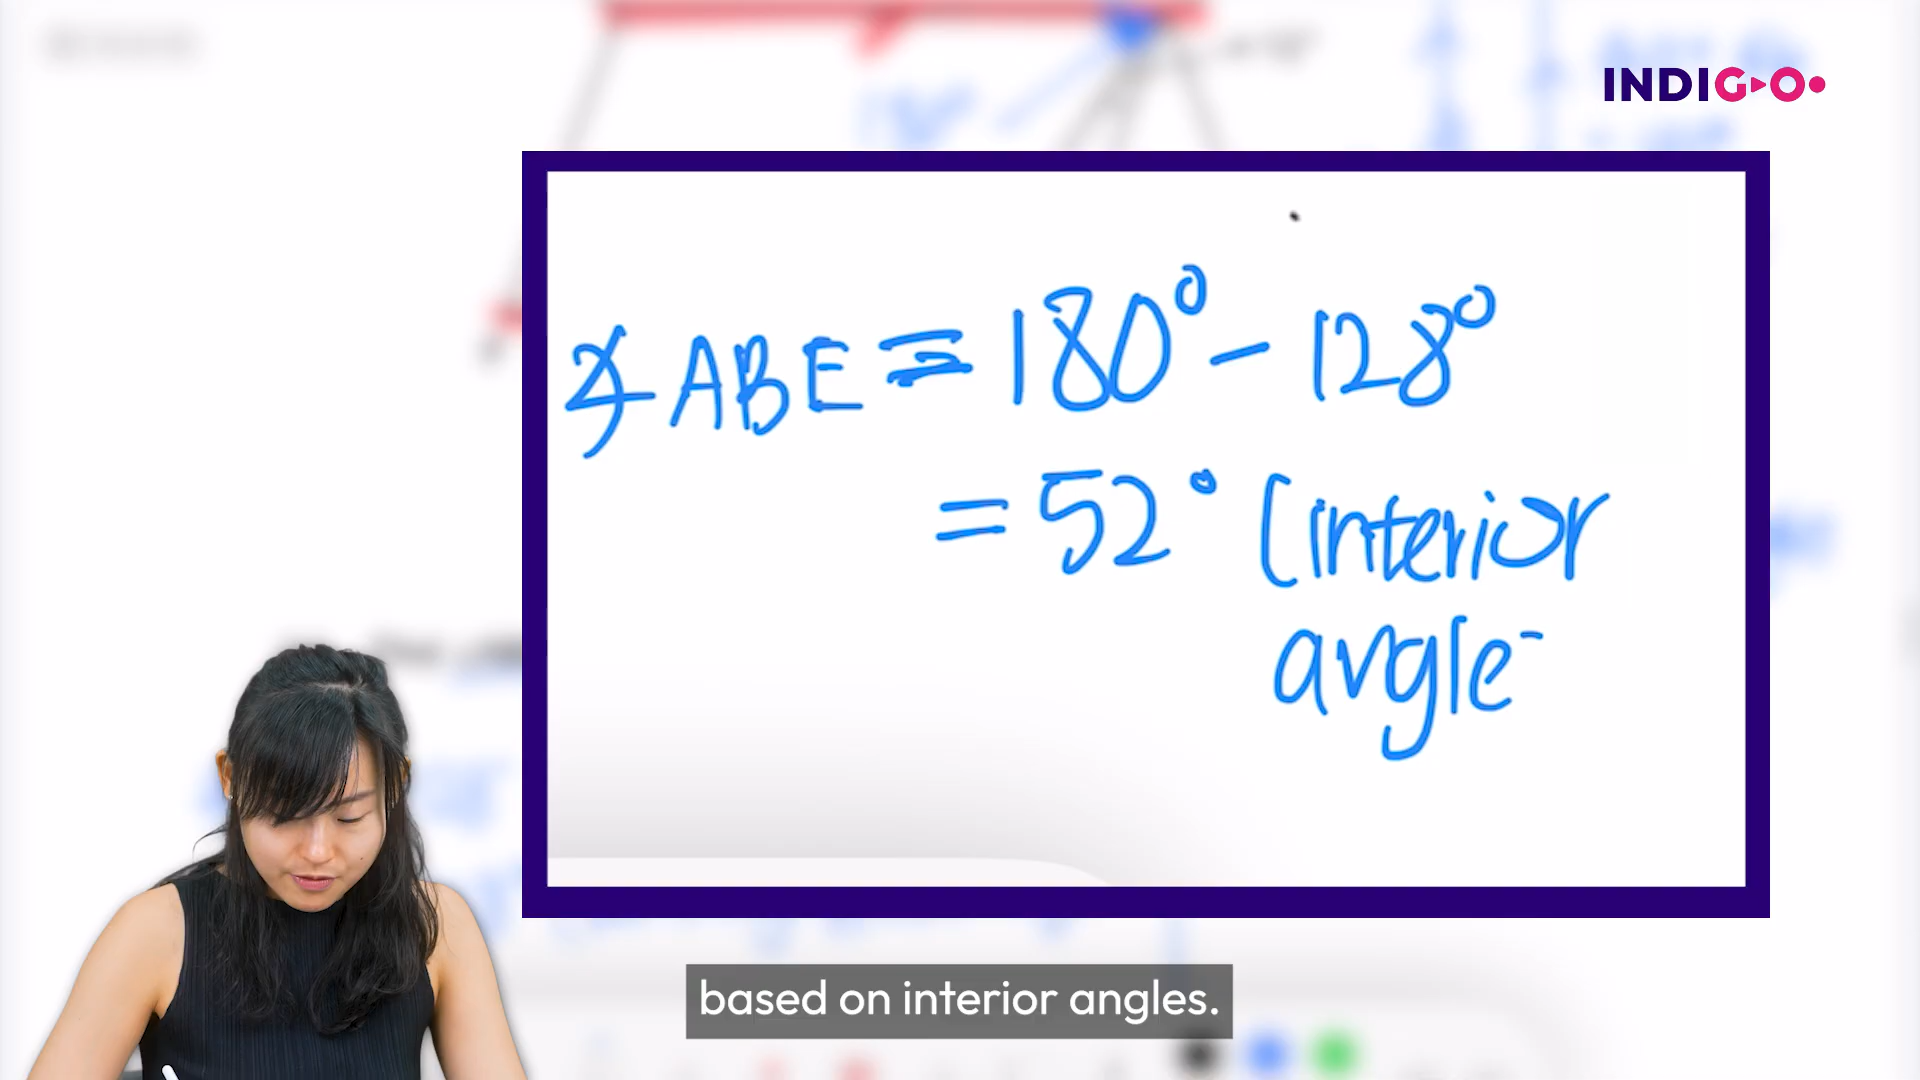 INDIGO
∡ABE = 180° - 128°
= 52° (interior
angle
based on interior angles.